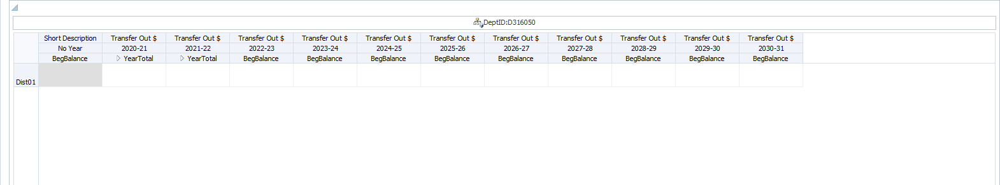 DeptID:D316050
Short Description Transfer Out $ Transfer Out $ Transfer Out $ Transfer Out $ Transfer Out $ Transfer Out $ Transfer Out $ Transfer Out $ Transfer Out $ Transfer Out $ Transfer Out $
No Year 2020-21 2021-22 2022-23 2023-24 2024-25 2025-26 2026-27 2027-28 2028-29 2029-30 2030-31
BegBalance YearTotal YearTotal BegBalance BegBalance BegBalance BegBalance BegBalance BegBalance BegBalance BegBalance BegBalance
Dist01